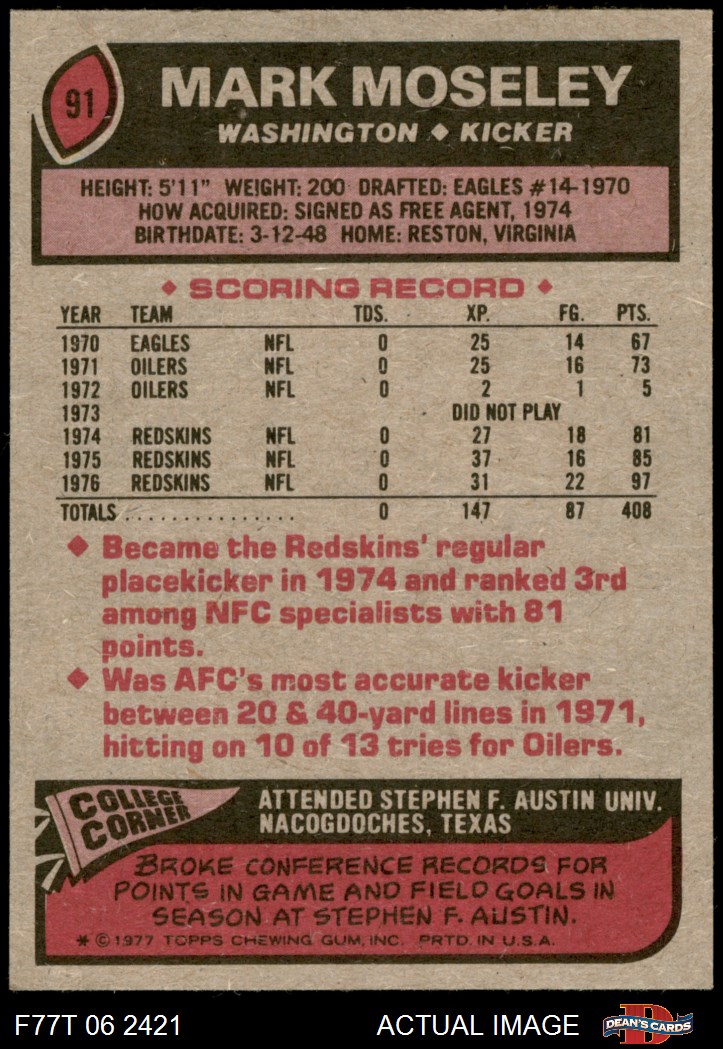 91
MARK MOSELEY
WASHINGTON ◆ KICKER
HEIGHT: 5'11" WEIGHT: 200 DRAFTED: EAGLES #14-1970
HOW ACQUIRED: SIGNED AS FREE AGENT, 1974
BIRTHDATE: 3-12-48 HOME: RESTON, VIRGINIA
◆ SCORING RECORD ◆
YEAR TEAM TDS. XP. FG. PTS.
1970 EAGLES NFL 0 25 14 67
1971 OILERS NFL 0 25 16 73
1972 OILERS NFL 0 2 1 5
1973 DID NOT PLAY
1974 REDSKINS NFL 0 27 18 81
1975 REDSKINS NFL 0 37 16 85
1976 REDSKINS NFL 0 31 22 97
TOTALS ............... 0 147 87 408
◆ Became the Redskins' regular
placekicker in 1974 and ranked 3rd
among NFC specialists with 81
points.
◆ Was AFC's most accurate kicker
between 20 & 40-yard lines in 1971,
hitting on 10 of 13 tries for Oilers.
COLLEGE
CORNER
ATTENDED STEPHEN F. AUSTIN UNIV.
NACOGDOCHES, TEXAS
BROKE CONFERENCE RECORDS FOR
POINTS IN GAME AND FIELD GOALS IN
SEASON AT STEPHEN F. AUSTIN.
* © 1977 TOPPS CHEWING GUM, INC. PRTD. IN U.S.A.
F77T 06 2421 ACTUAL IMAGE
D
DEAN'S CARDS